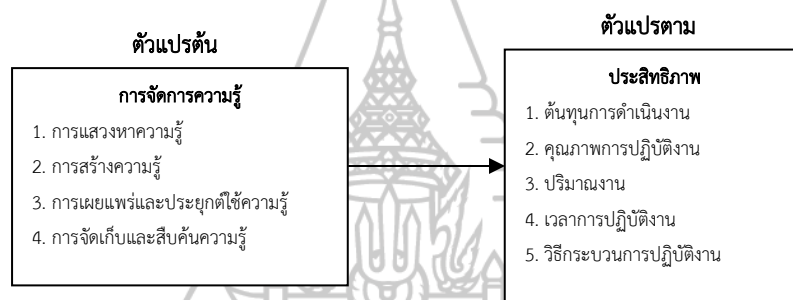 ตัวแปรต้น
การจัดการความรู้
1. การแสวงหาความรู้
2. การสร้างความรู้
3. การเผยแพร่และประยุกต์ใช้ความรู้
4. การจัดเก็บและสืบค้นความรู้
ตัวแปรตาม
ประสิทธิภาพ
1. ต้นทุนการดำเนินงาน
2. คุณภาพการปฏิบัติงาน
3. ปริมาณงาน
4. เวลาการปฏิบัติงาน
5. วิธีกระบวนการปฏิบัติงาน